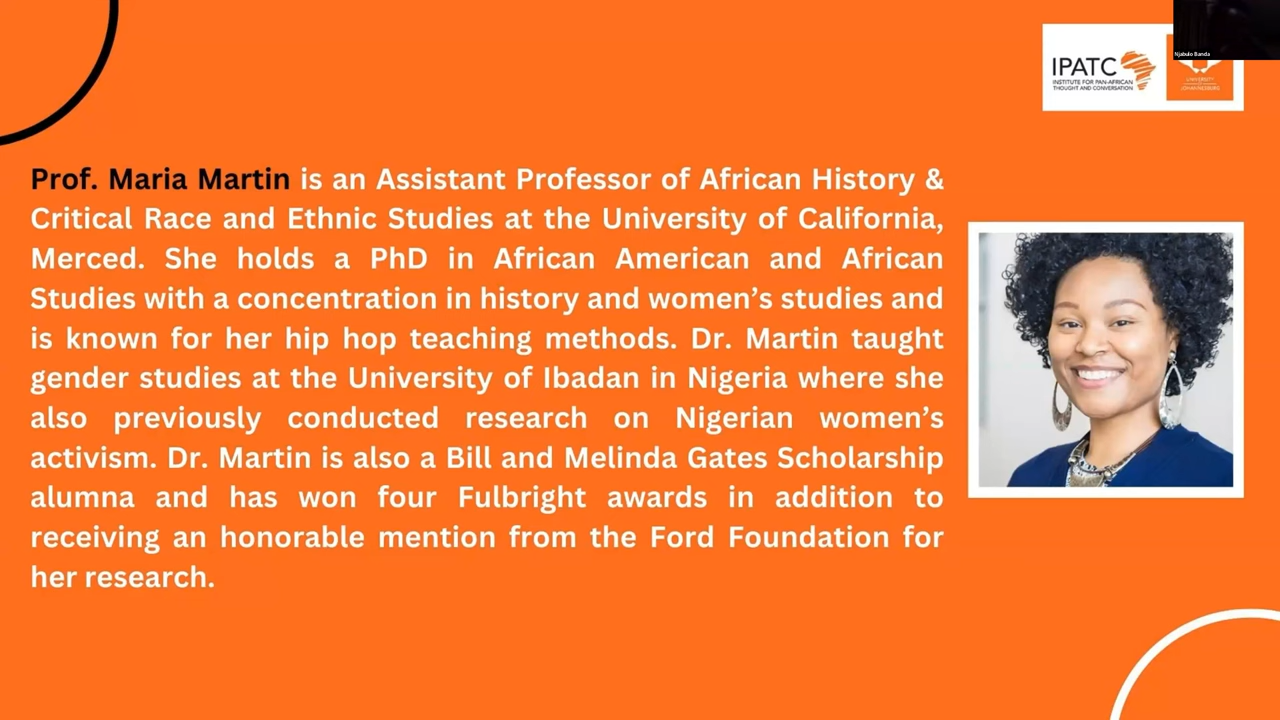 Njabulo Banda
IPATC
INSTITUTE FOR PAN-AFRICAN
THOUGHT AND CONVERSATION
UNIVERSITY
OF
JOHANNESBURG
Prof. Maria Martin is an Assistant Professor of African History &
Critical Race and Ethnic Studies at the University of California,
Merced. She holds a PhD in African American and African
Studies with a concentration in history and women’s studies and
is known for her hip hop teaching methods. Dr. Martin taught
gender studies at the University of Ibadan in Nigeria where she
also previously conducted research on Nigerian women’s
activism. Dr. Martin is also a Bill and Melinda Gates Scholarship
alumna and has won four Fulbright awards in addition to
receiving an honorable mention from the Ford Foundation for
her research.